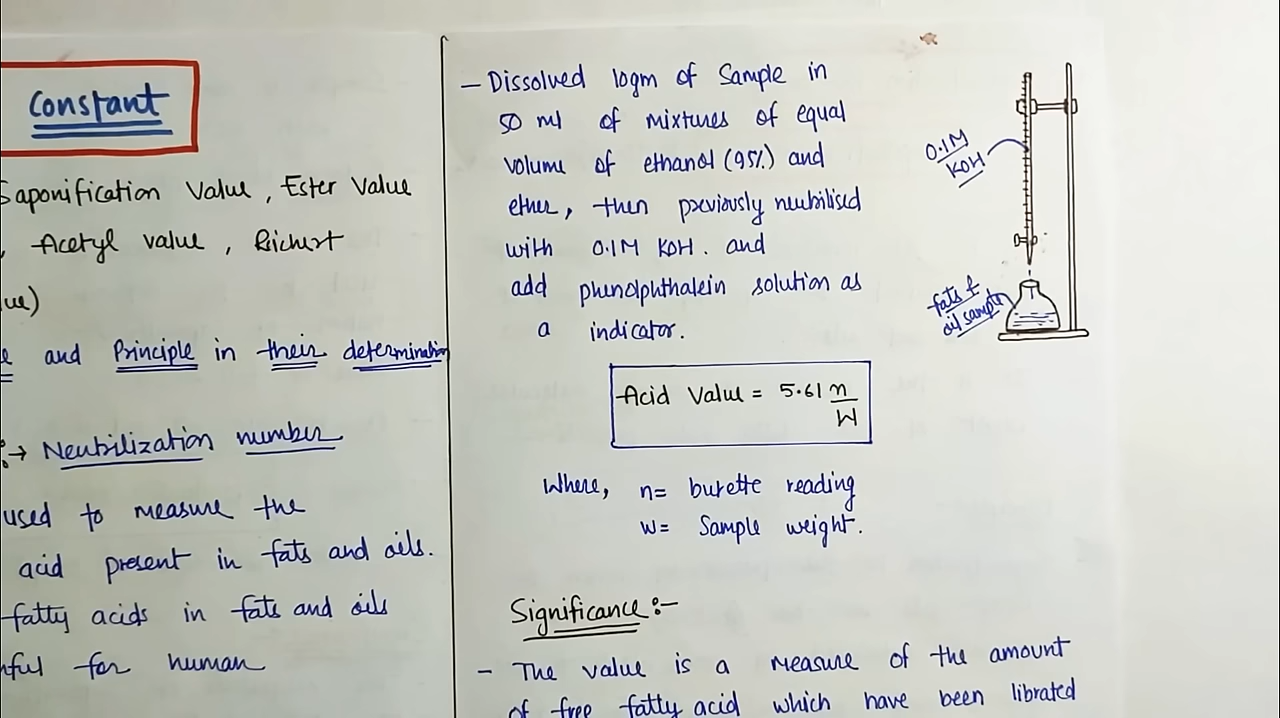 Constant
Saponification value, Ester value
, Acetyl value, Richert
ue)
e and Principle in their determination
:→ Neutrilization number
used to measure the
acid present in fats and oils.
fatty acids in fats and oils
mful for human
- Dissolved 10gm of Sample in
50 ml of mixtures of equal
volume of ethanol (95%) and
ether, then previously neutrilised
with 0.1M KOH. and
add phenolphthalein solution as
a indicator.
0.1M
KOH
fats &
oil sample
Acid Value = 5.61 n/W
Where, n= burette reading
w= Sample weight.
Significance:-
- The value is a measure of the amount
of free fatty acid which have been librated